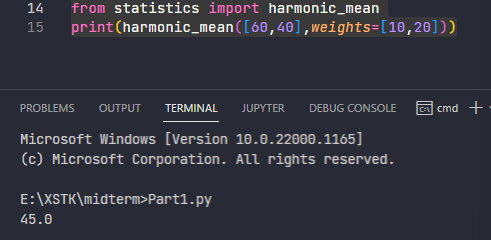 14 from statistics import harmonic_mean
15 print(harmonic_mean([60,40],weights=[10,20]))
PROBLEMS OUTPUT TERMINAL JUPYTER DEBUG CONSOLE cmd
Microsoft Windows [Version 10.0.22000.1165]
(c) Microsoft Corporation. All rights reserved.
E:\XSTK\midterm>Part1.py
45.0